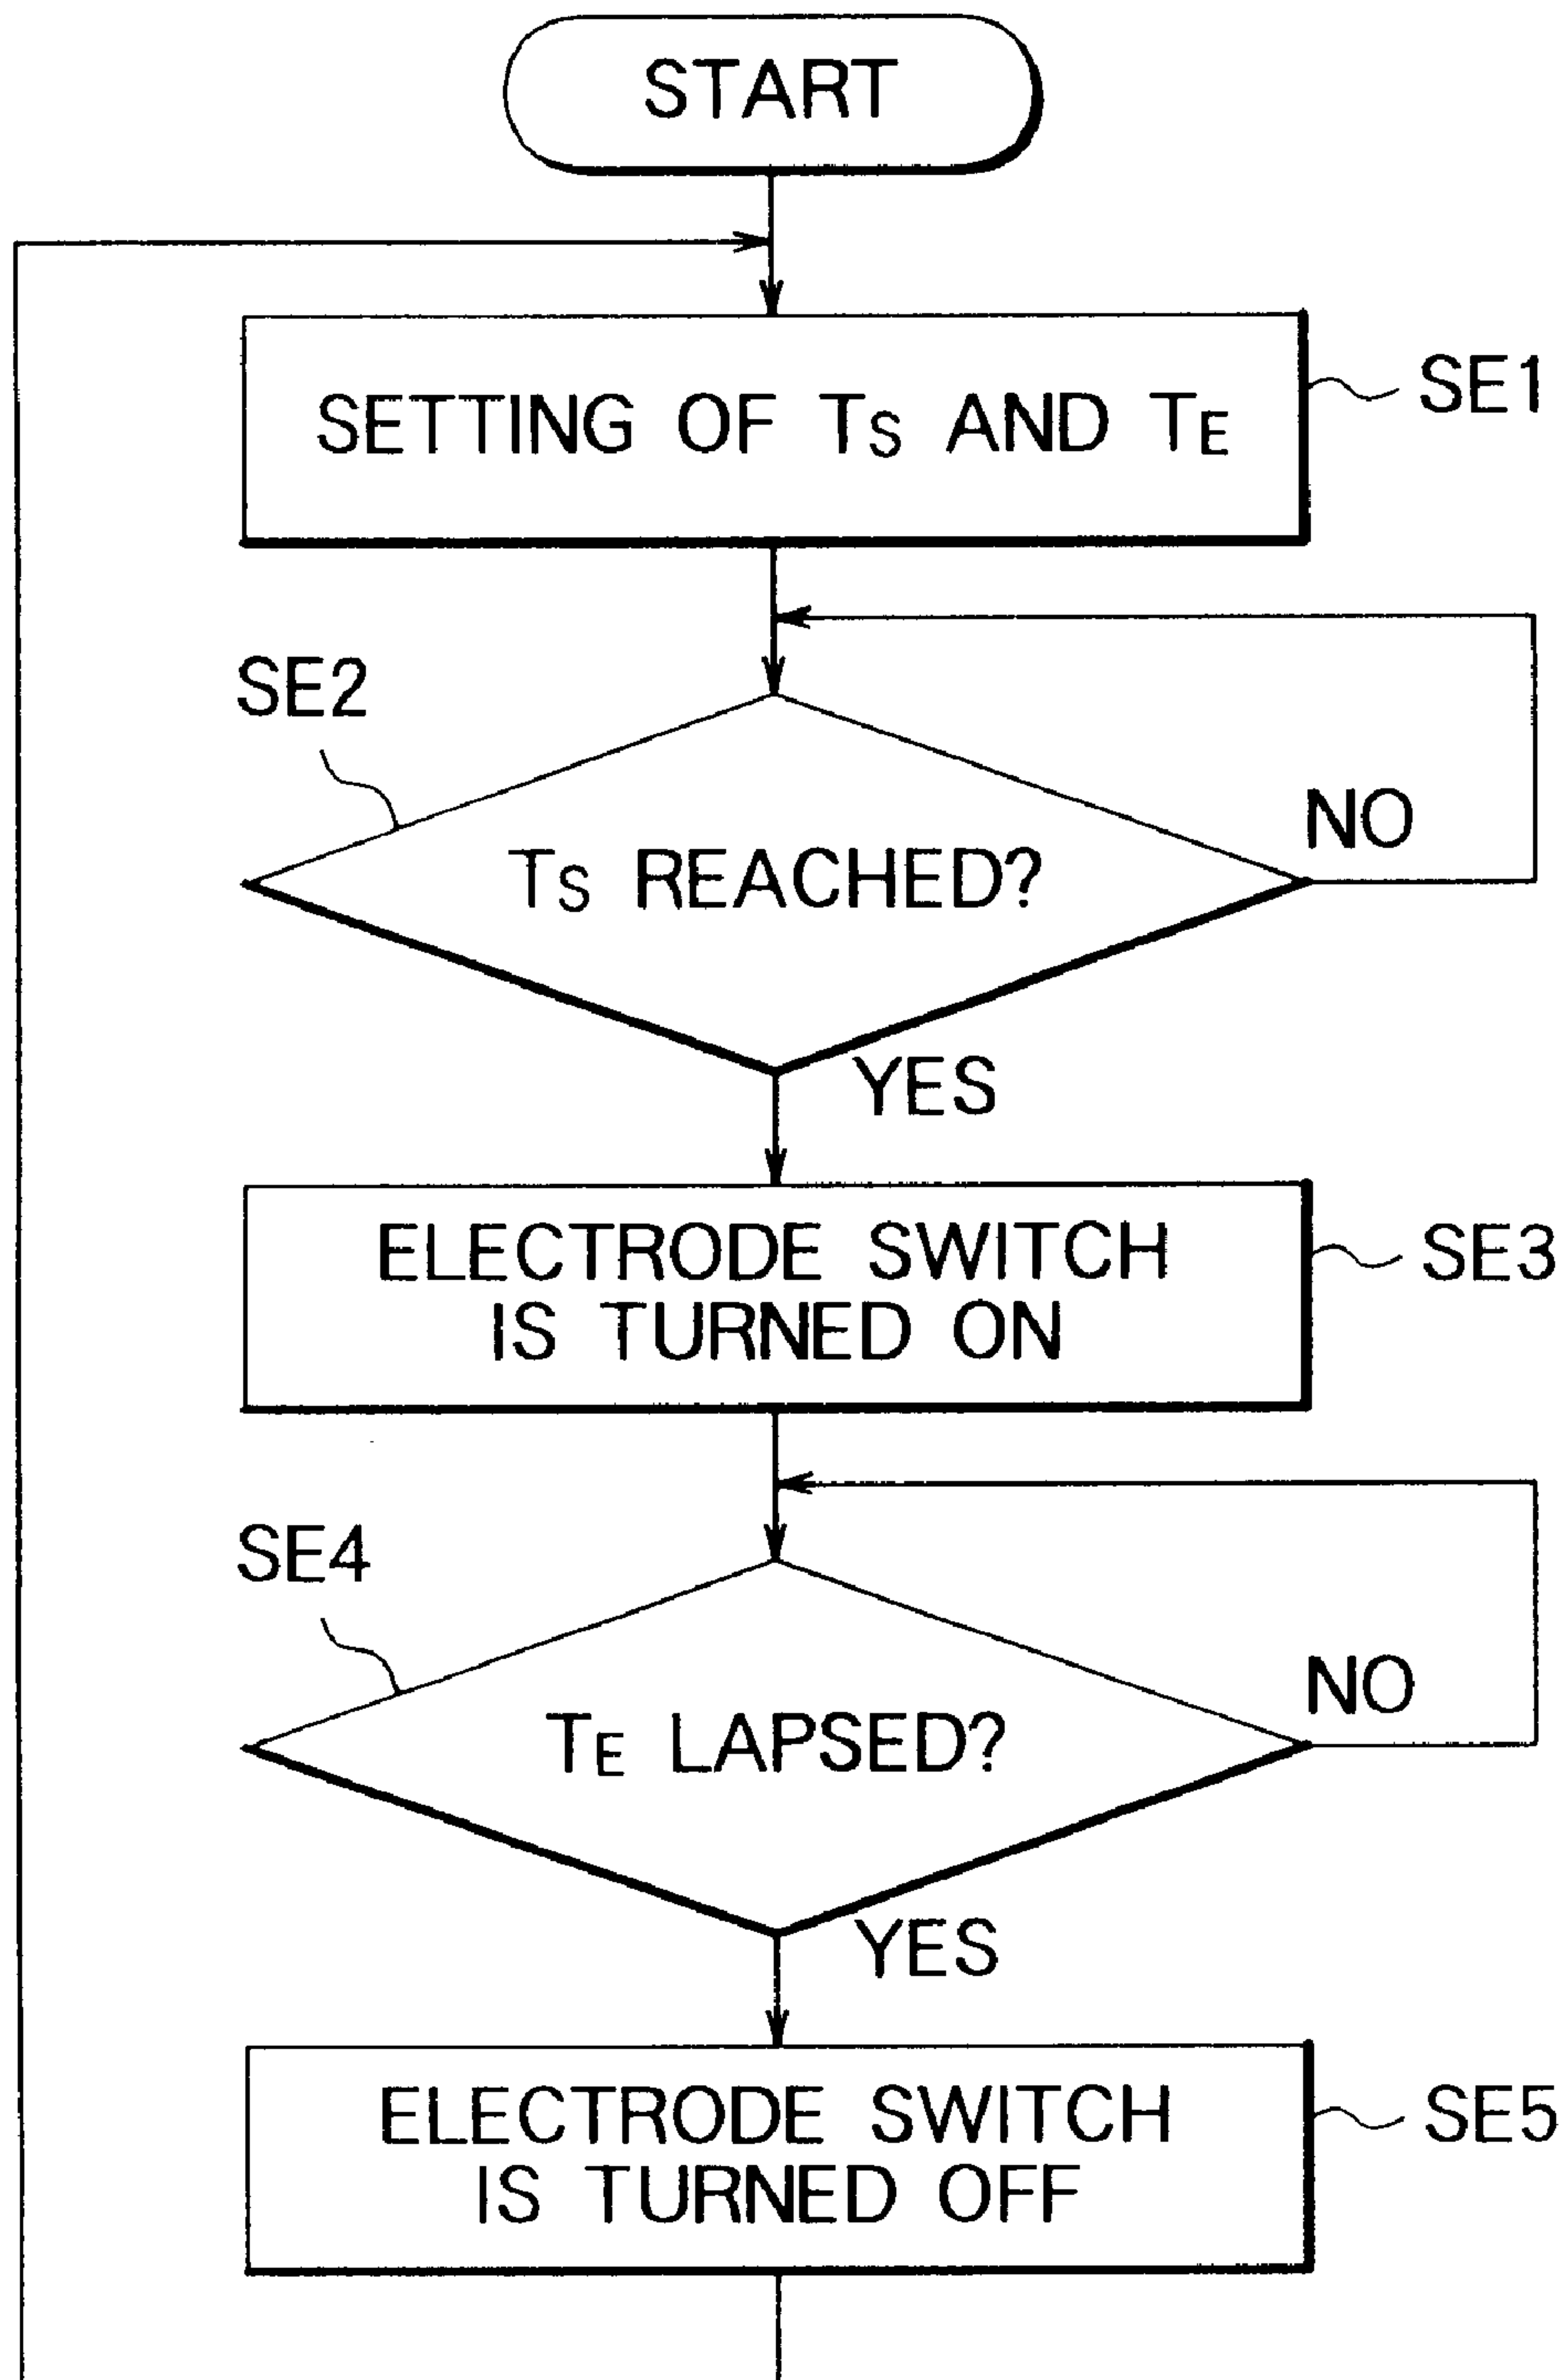 START
SETTING OF TS AND TE
SE1
SE2
TS REACHED?
NO
YES
ELECTRODE SWITCH
IS TURNED ON
SE3
SE4
TE LAPSED?
NO
YES
ELECTRODE SWITCH
IS TURNED OFF
SE5